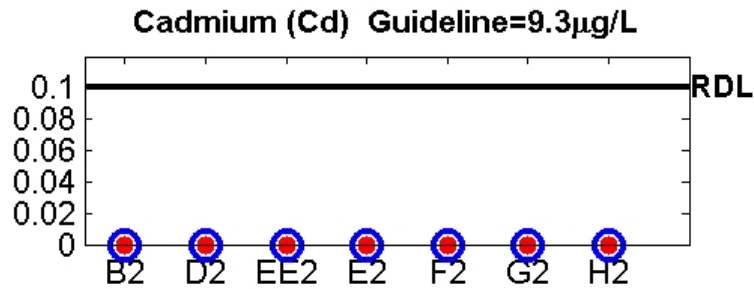 Cadmium (Cd) Guideline=9.3µg/L
0.1
RDL
0.08
0.06
0.04
0.02
0
B2 D2 EE2 E2 F2 G2 H2